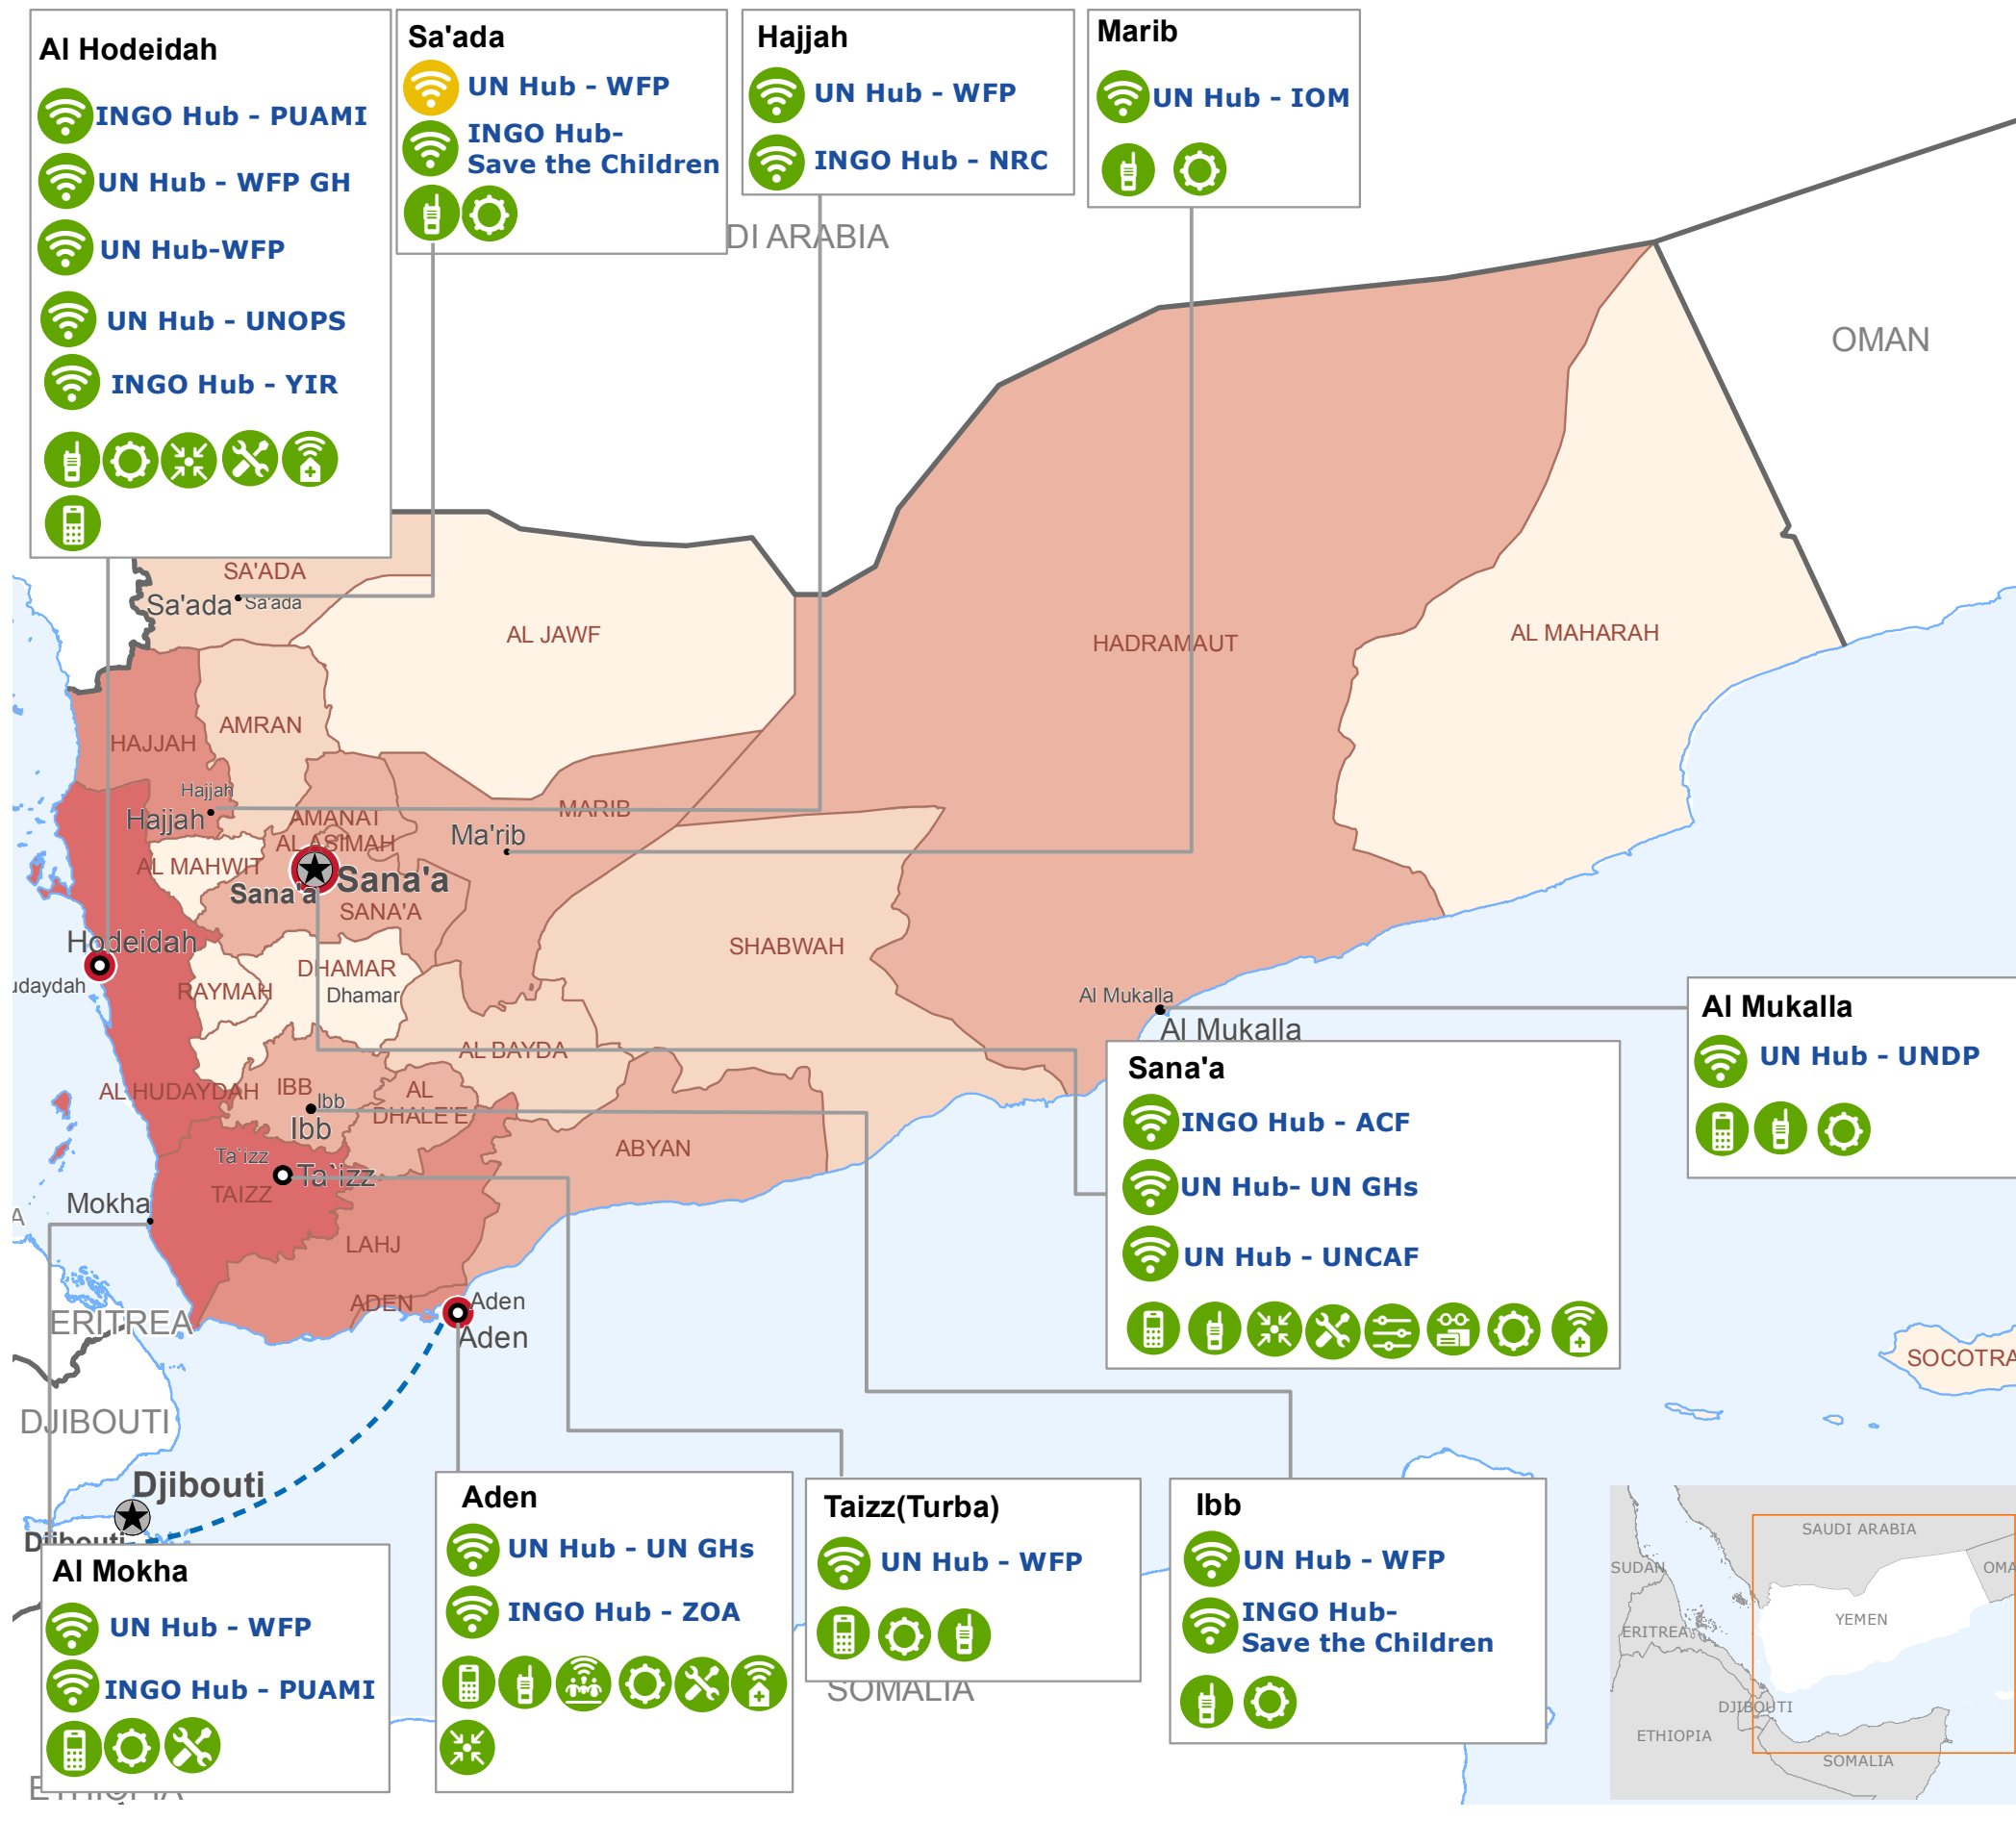 Al Hodeidah
INGO Hub - PUAMI
UN Hub - WFP GH
UN Hub-WFP
UN Hub - UNOPS
INGO Hub - YIR
Sa'ada
UN Hub - WFP
INGO Hub-
Save the Children
Hajjah
UN Hub - WFP
INGO Hub - NRC
Marib
UN Hub - IOM
DI ARABIA
OMAN
SA'ADA
Sa'ada
Sa'ada
AL JAWF
HADRAMAUT
AL MAHARAH
AMRAN
HAJJAH
Hajjah
Hajjah
AMANAT
AL ASIMAH
MARIB
Ma'rib
AL MAHWIT
Sana'a
Sana'a
SANA'A
Hodeidah
udaydah
SHABWAH
DHAMAR
Dhamar
RAYMAH
Al Mukalla
Al Mukalla
AL BAYDA
AL HUDAYDAH
IBB
Ibb
Ibb
AL
DHALE'E
ABYAN
Ta`izz
Ta`izz
TAIZZ
Mokha
A
LAHJ
ADEN
Aden
Aden
ERITREA
DJIBOUTI
Djibouti
Djibouti
SOCOTRA
SOMALIA
ETHIOPIA
Al Mukalla
UN Hub - UNDP
Sana'a
INGO Hub - ACF
UN Hub- UN GHs
UN Hub - UNCAF
Al Mokha
UN Hub - WFP
INGO Hub - PUAMI
Aden
UN Hub - UN GHs
INGO Hub - ZOA
Taizz(Turba)
UN Hub - WFP
Ibb
UN Hub - WFP
INGO Hub-
Save the Children
SAUDI ARABIA
SUDAN
OMA
YEMEN
ERITREA
DJIBOUTI
ETHIOPIA
SOMALIA